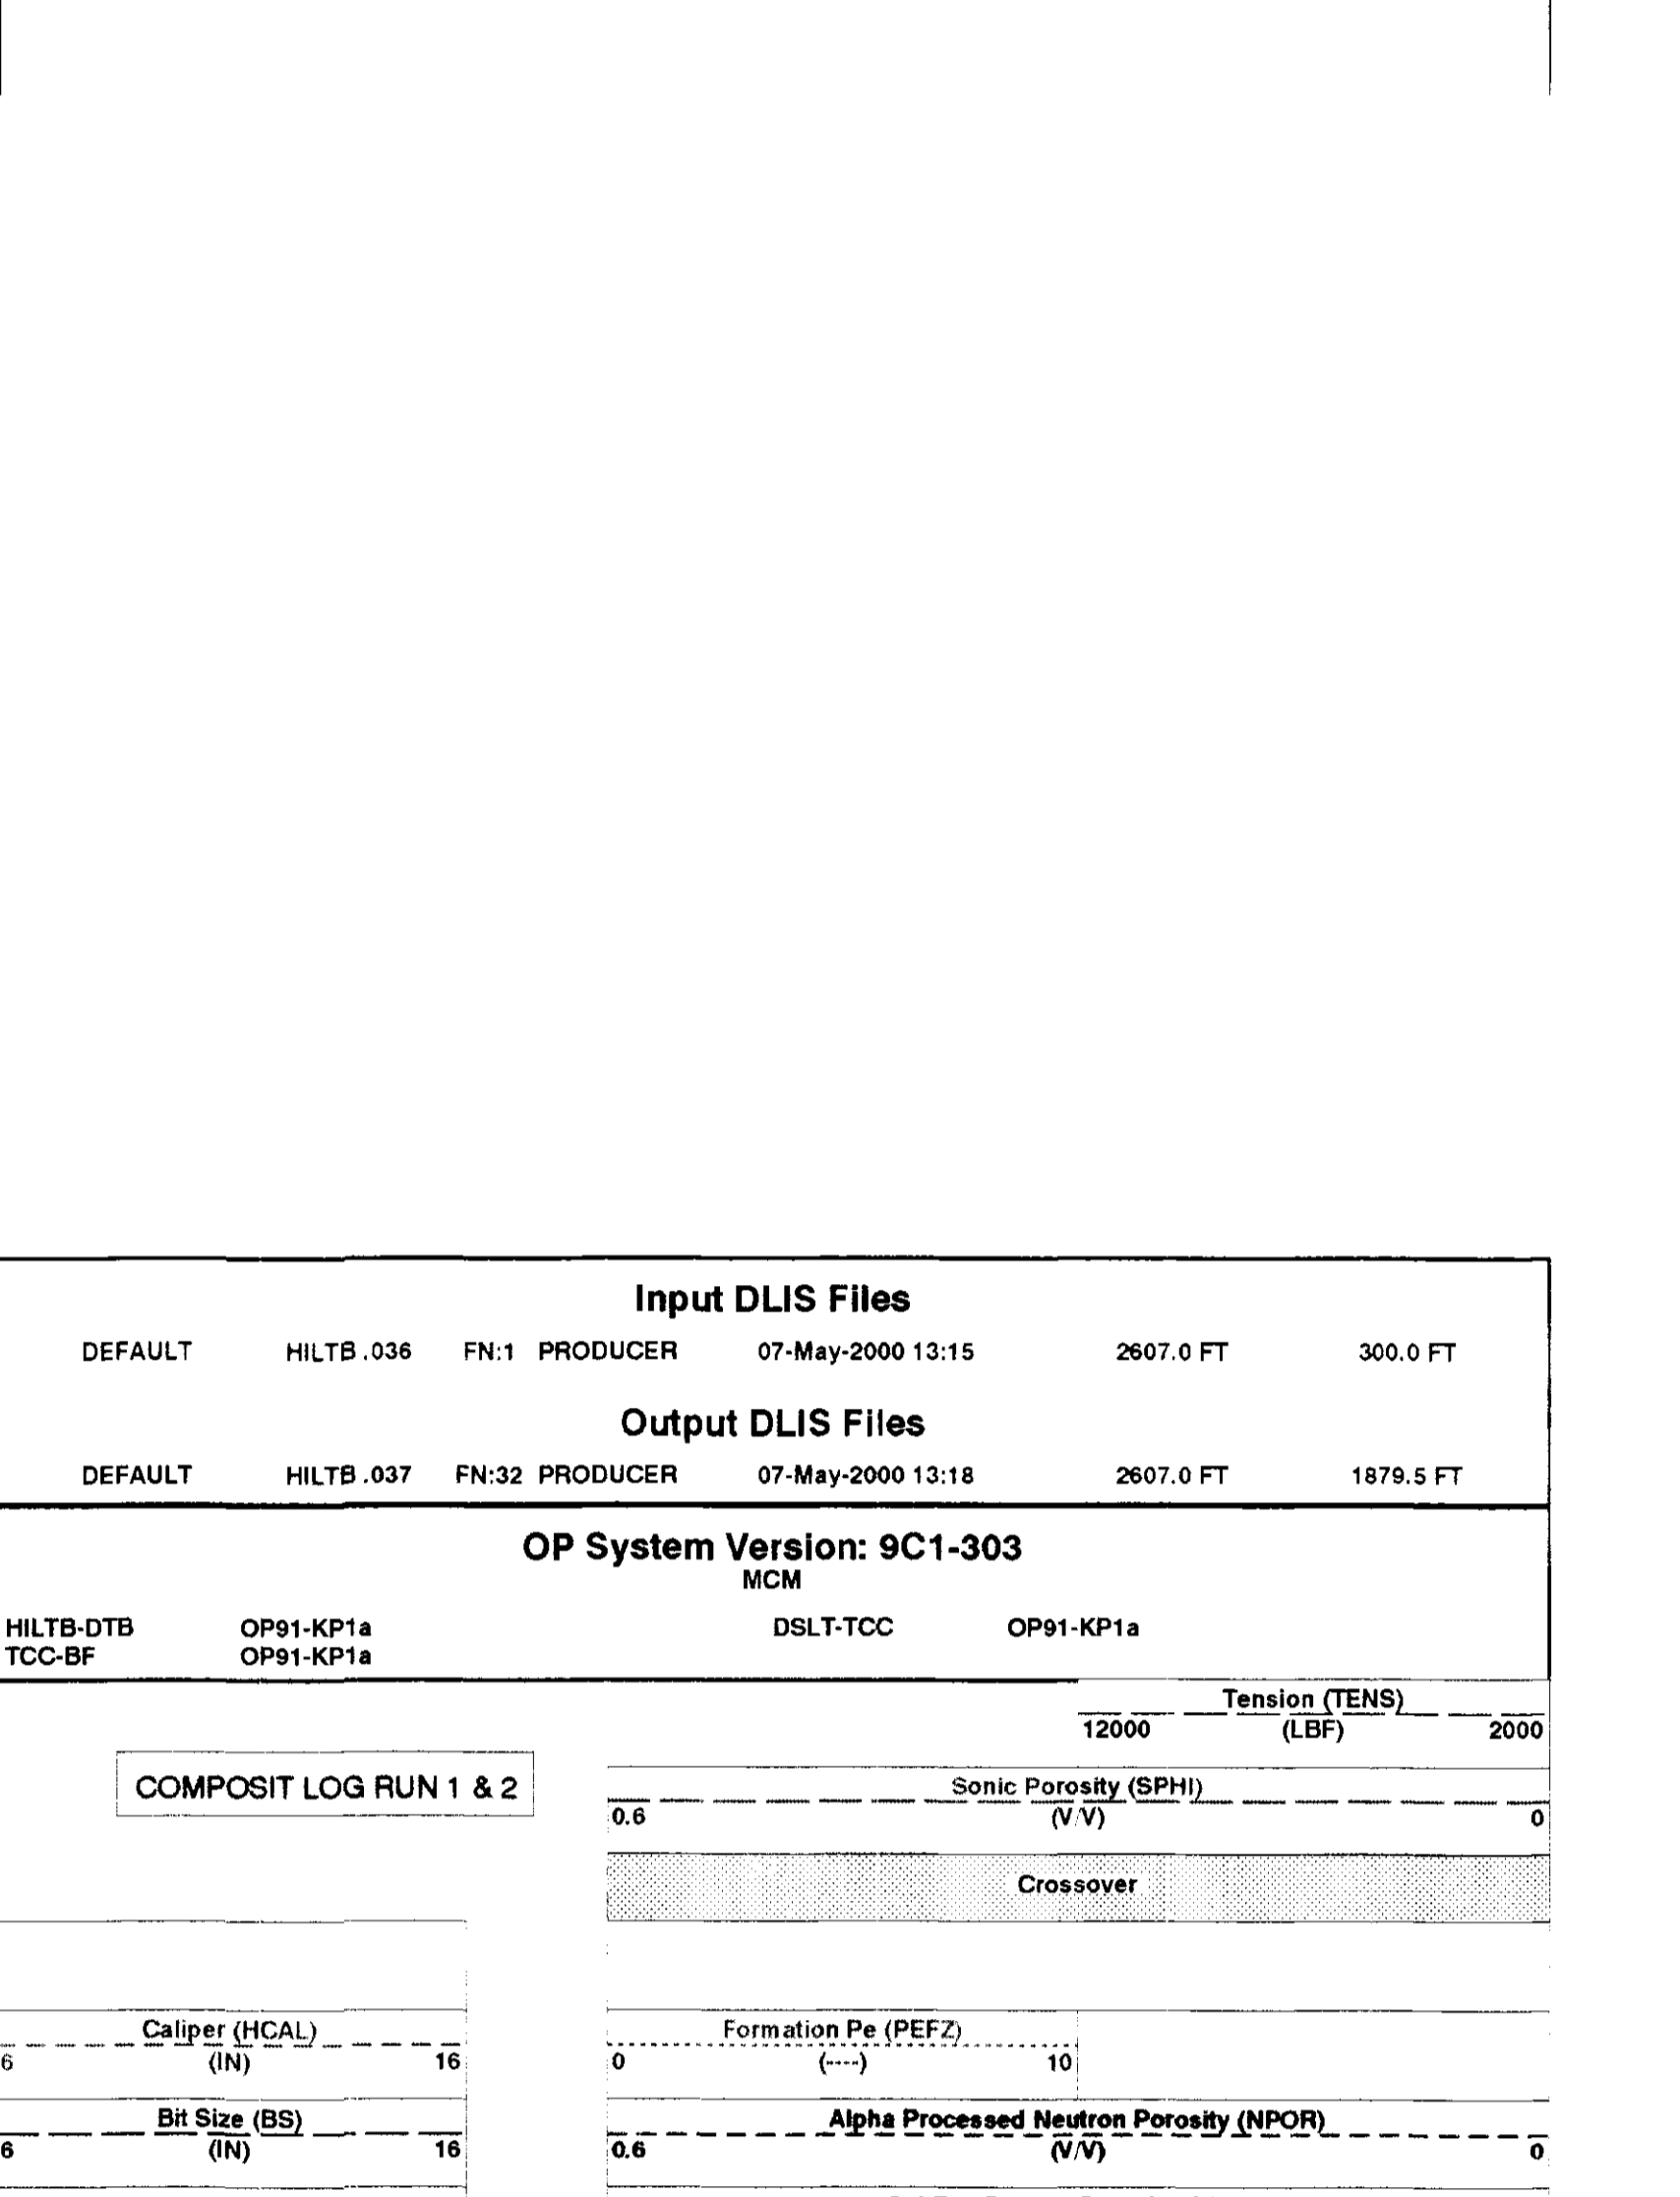 Input DLIS Files
DEFAULT HILTB .036 FN:1 PRODUCER 07-May-2000 13:15 2607.0 FT 300.0 FT
Output DLIS Files
DEFAULT HILTB .037 FN:32 PRODUCER 07-May-2000 13:18 2607.0 FT 1879.5 FT
OP System Version: 9C1-303
MCM
HILTB-DTB OP91-KP1a DSLT-TCC OP91-KP1a
TCC-BF OP91-KP1a
Tension (TENS)
12000 (LBF) 2000
COMPOSIT LOG RUN 1 & 2
Sonic Porosity (SPHI)
0.6 (V/V) 0
Crossover
Caliper (HCAL) Formation Pe (PEFZ)
6 (IN) 16 0 (----) 10
Bit Size (BS) Alpha Processed Neutron Porosity (NPOR)
6 (IN) 16 0.6 (V/V) 0